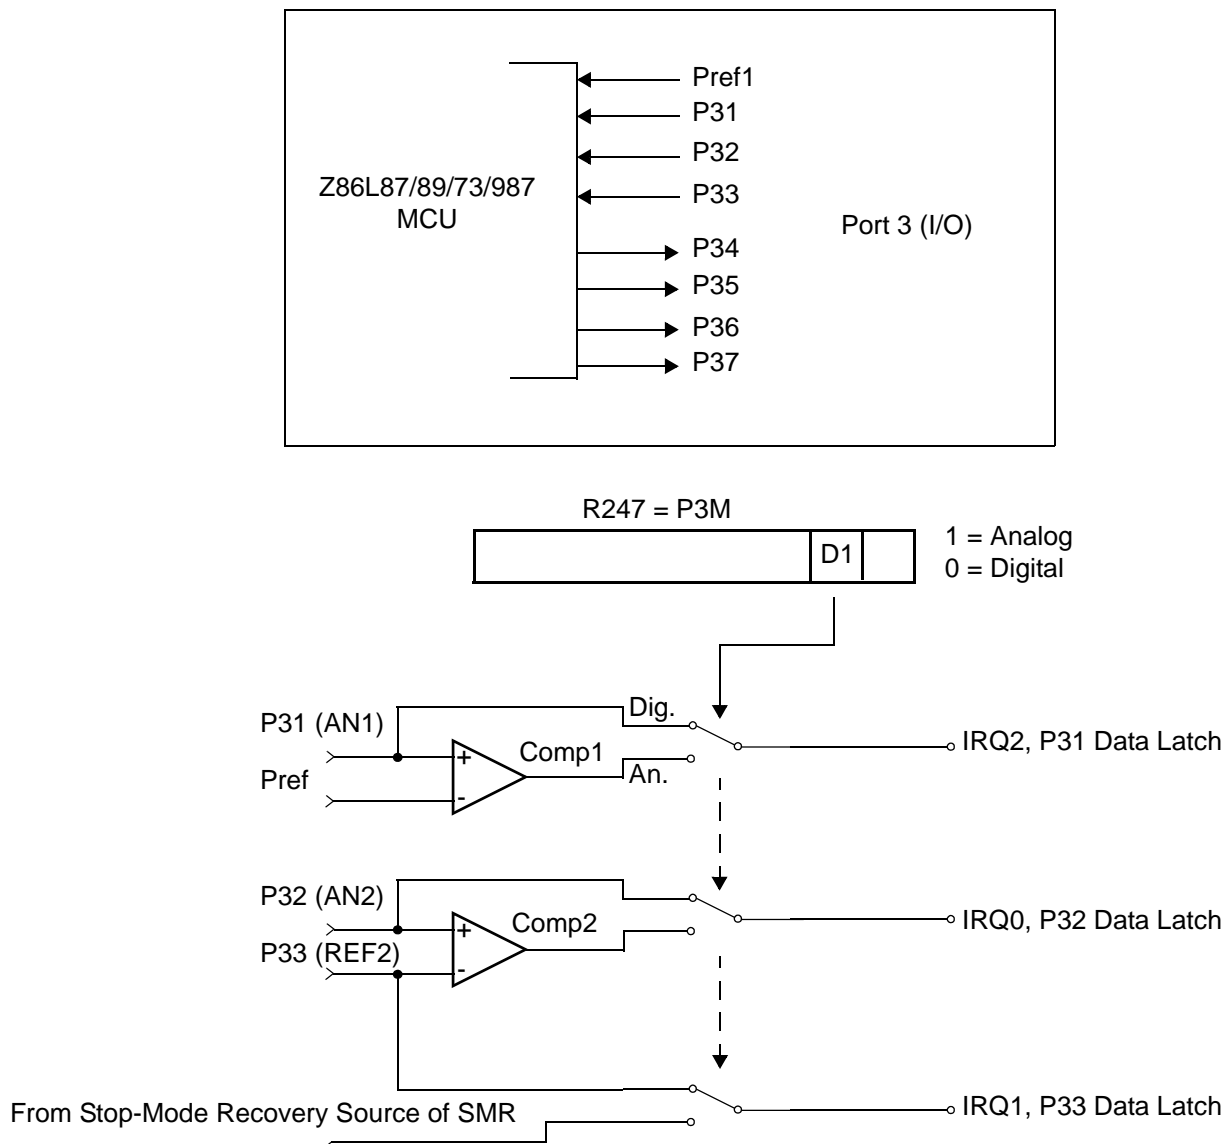 Pref1
P31
P32
Z86L87/89/73/987
MCU
P33
Port 3 (I/O)
P34
P35
P36
P37
R247 = P3M
D1
1 = Analog
0 = Digital
Dig.
P31 (AN1)
+
Comp1
IRQ2, P31 Data Latch
An.
Pref
-
P32 (AN2)
+
Comp2
IRQ0, P32 Data Latch
P33 (REF2)
-
From Stop-Mode Recovery Source of SMR
IRQ1, P33 Data Latch